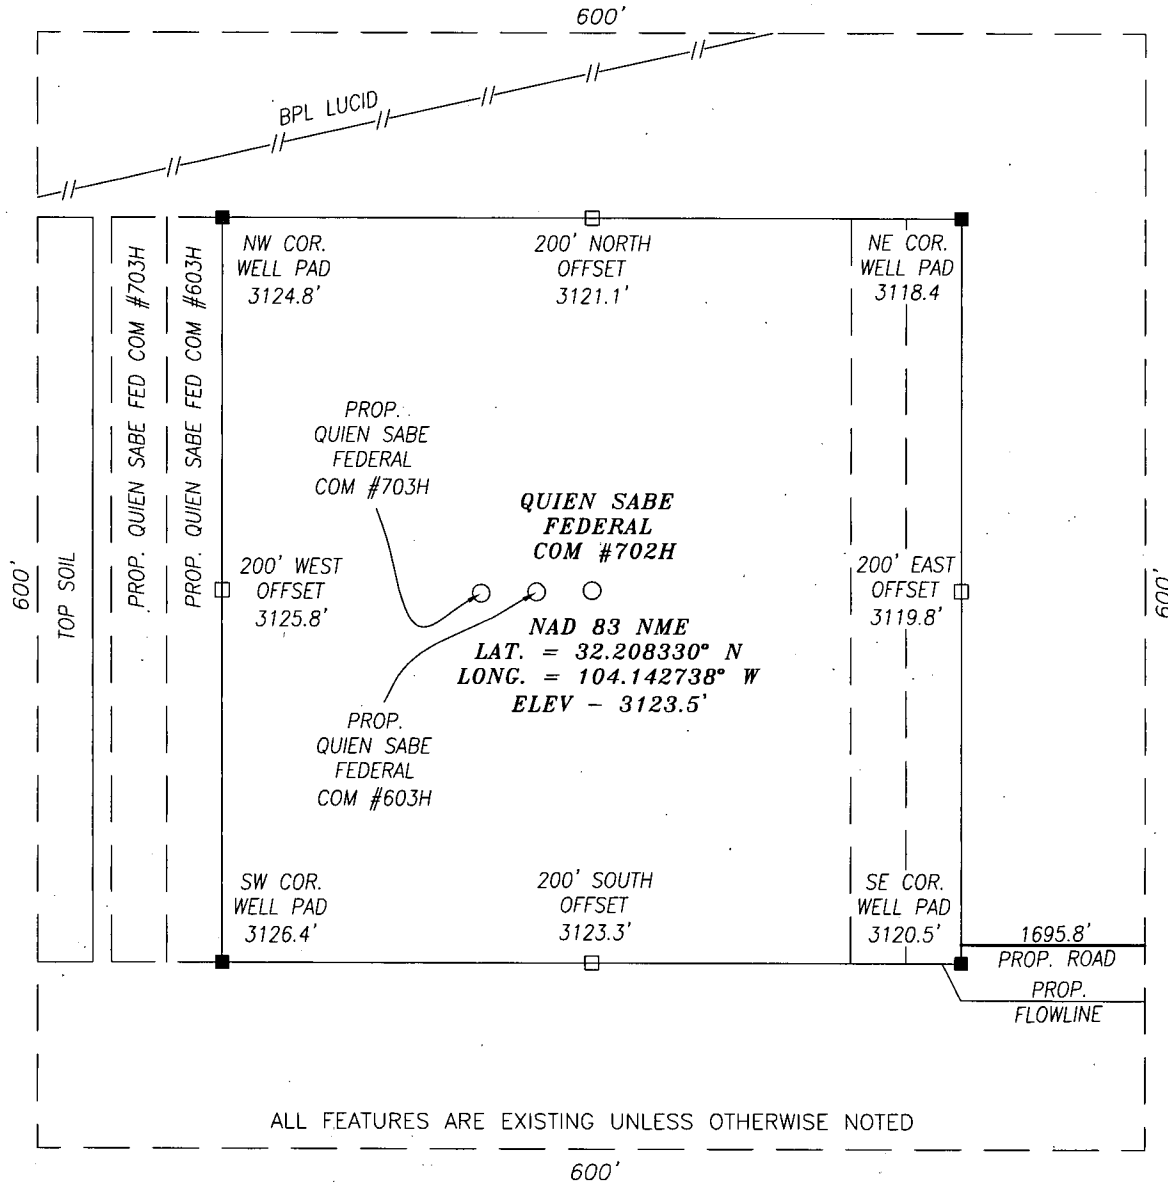 600'
BPL LUCID
NW COR.
WELL PAD
3124.8'
200' NORTH
OFFSET
3121.1'
NE COR.
WELL PAD
3118.4
PROP. QUIEN SABE FED COM #703H
PROP. QUIEN SABE FED COM #603H
TOP SOIL
600'
PROP.
QUIEN SABE
FEDERAL
COM #703H
QUIEN SABE
FEDERAL
COM #702H
200' WEST
OFFSET
3125.8'
200' EAST
OFFSET
3119.8'
600'
NAD 83 NME
LAT. = 32.208330° N
LONG. = 104.142738° W
ELEV - 3123.5'
PROP.
QUIEN SABE
FEDERAL
COM #603H
SW COR.
WELL PAD
3126.4'
200' SOUTH
OFFSET
3123.3'
SE COR.
WELL PAD
3120.5'
1695.8'
PROP. ROAD
PROP.
FLOWLINE
ALL FEATURES ARE EXISTING UNLESS OTHERWISE NOTED
600'